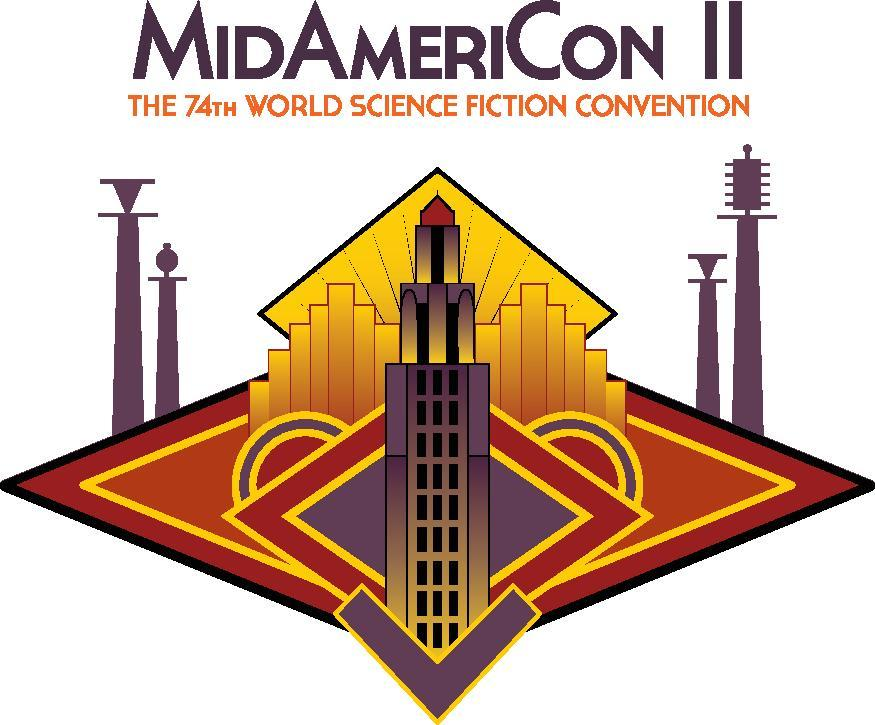 MIDAMERICON II
THE 74TH WORLD SCIENCE FICTION CONVENTION